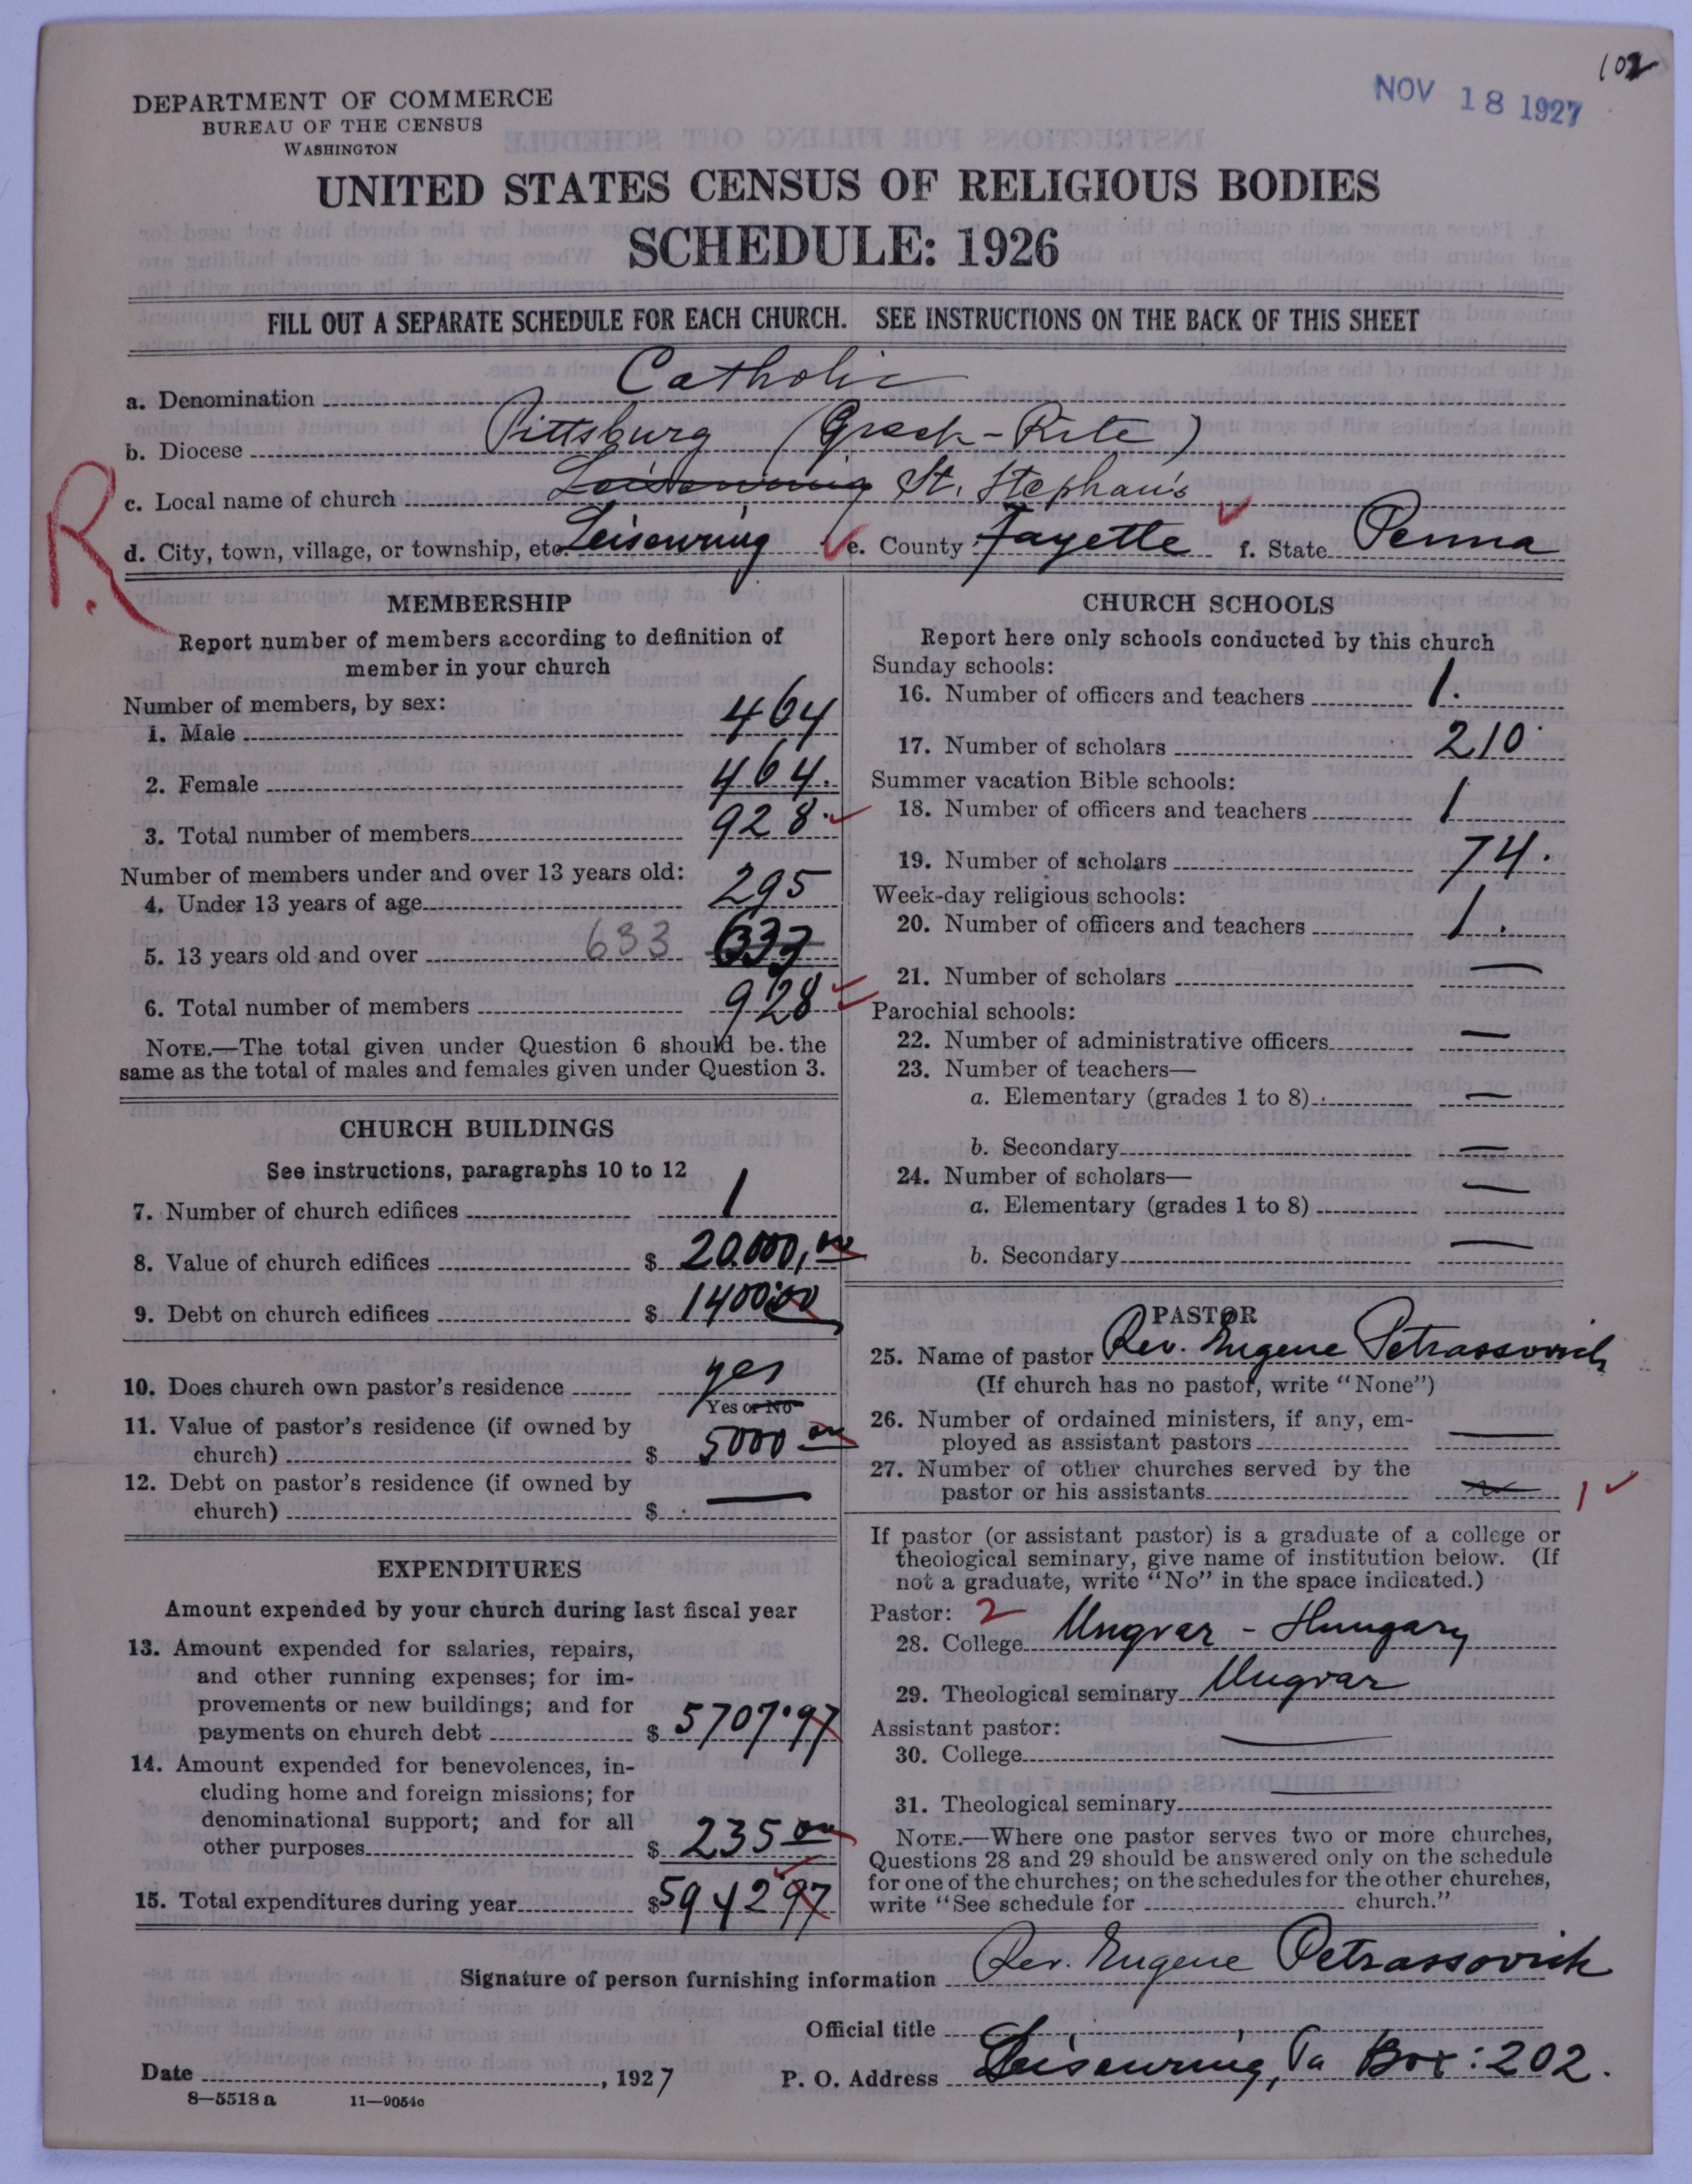 102
NOV 18 1927
DEPARTMENT OF COMMERCE
BUREAU OF THE CENSUS
WASHINGTON
UNITED STATES CENSUS OF RELIGIOUS BODIES
SCHEDULE: 1926
FILL OUT A SEPARATE SCHEDULE FOR EACH CHURCH. SEE INSTRUCTIONS ON THE BACK OF THIS SHEET
a. Denomination Catholic
b. Diocese Pittsburg (Greek-Rite)
c. Local name of church Leisenring St. Stephan's
R.
d. City, town, village, or township, etc. Leisenring e. County Fayette f. State Penna
MEMBERSHIP
Report number of members according to definition of
member in your church
Number of members, by sex:
1. Male 464
2. Female 464.
3. Total number of members 928.
Number of members under and over 13 years old:
4. Under 13 years of age 295
5. 13 years old and over 633 633
6. Total number of members 928
NOTE.—The total given under Question 6 should be the
same as the total of males and females given under Question 3.
CHURCH BUILDINGS
See instructions, paragraphs 10 to 12
7. Number of church edifices 1
8. Value of church edifices $ 20.000,00
9. Debt on church edifices $ 1400.00
10. Does church own pastor's residence yes
Yes or No
11. Value of pastor's residence (if owned by
church) $ 5000 00
12. Debt on pastor's residence (if owned by
church) $ —
EXPENDITURES
Amount expended by your church during last fiscal year
13. Amount expended for salaries, repairs,
and other running expenses; for im-
provements or new buildings; and for
payments on church debt $ 5707.97
14. Amount expended for benevolences, in-
cluding home and foreign missions; for
denominational support; and for all
other purposes $ 235 00
15. Total expenditures during year $5942 97
CHURCH SCHOOLS
Report here only schools conducted by this church
Sunday schools:
16. Number of officers and teachers 1.
17. Number of scholars 210
Summer vacation Bible schools:
18. Number of officers and teachers 1
19. Number of scholars 74.
Week-day religious schools:
20. Number of officers and teachers 1.
21. Number of scholars —
Parochial schools:
22. Number of administrative officers —
23. Number of teachers—
a. Elementary (grades 1 to 8) —
b. Secondary —
24. Number of scholars— —
a. Elementary (grades 1 to 8)
b. Secondary —
PASTOR
25. Name of pastor Rev. Eugene Petrassovich
(If church has no pastor, write "None")
26. Number of ordained ministers, if any, em-
ployed as assistant pastors —
27. Number of other churches served by the
pastor or his assistants — 1
If pastor (or assistant pastor) is a graduate of a college or
theological seminary, give name of institution below. (If
not a graduate, write "No" in the space indicated.)
Pastor: 2
28. College Ungvar - Hungary
29. Theological seminary Ungvar
Assistant pastor:
30. College —
31. Theological seminary —
NOTE.—Where one pastor serves two or more churches,
Questions 28 and 29 should be answered only on the schedule
for one of the churches; on the schedules for the other churches,
write "See schedule for church."
Signature of person furnishing information Rev. Eugene Petrassovich
Official title
Date , 1927 P. O. Address Leisenring, Pa Box: 202.
8—5518 a 11—9054c